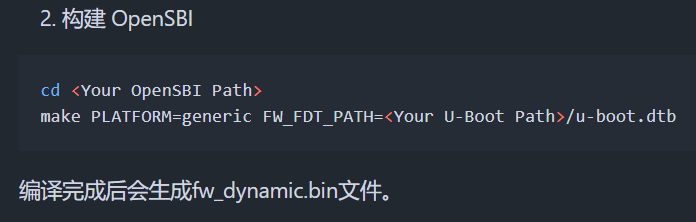 2. 构建 OpenSBI
cd <Your OpenSBI Path>
make PLATFORM=generic FW_FDT_PATH=<Your U-Boot Path>/u-boot.dtb
编译完成后会生成fw_dynamic.bin文件。